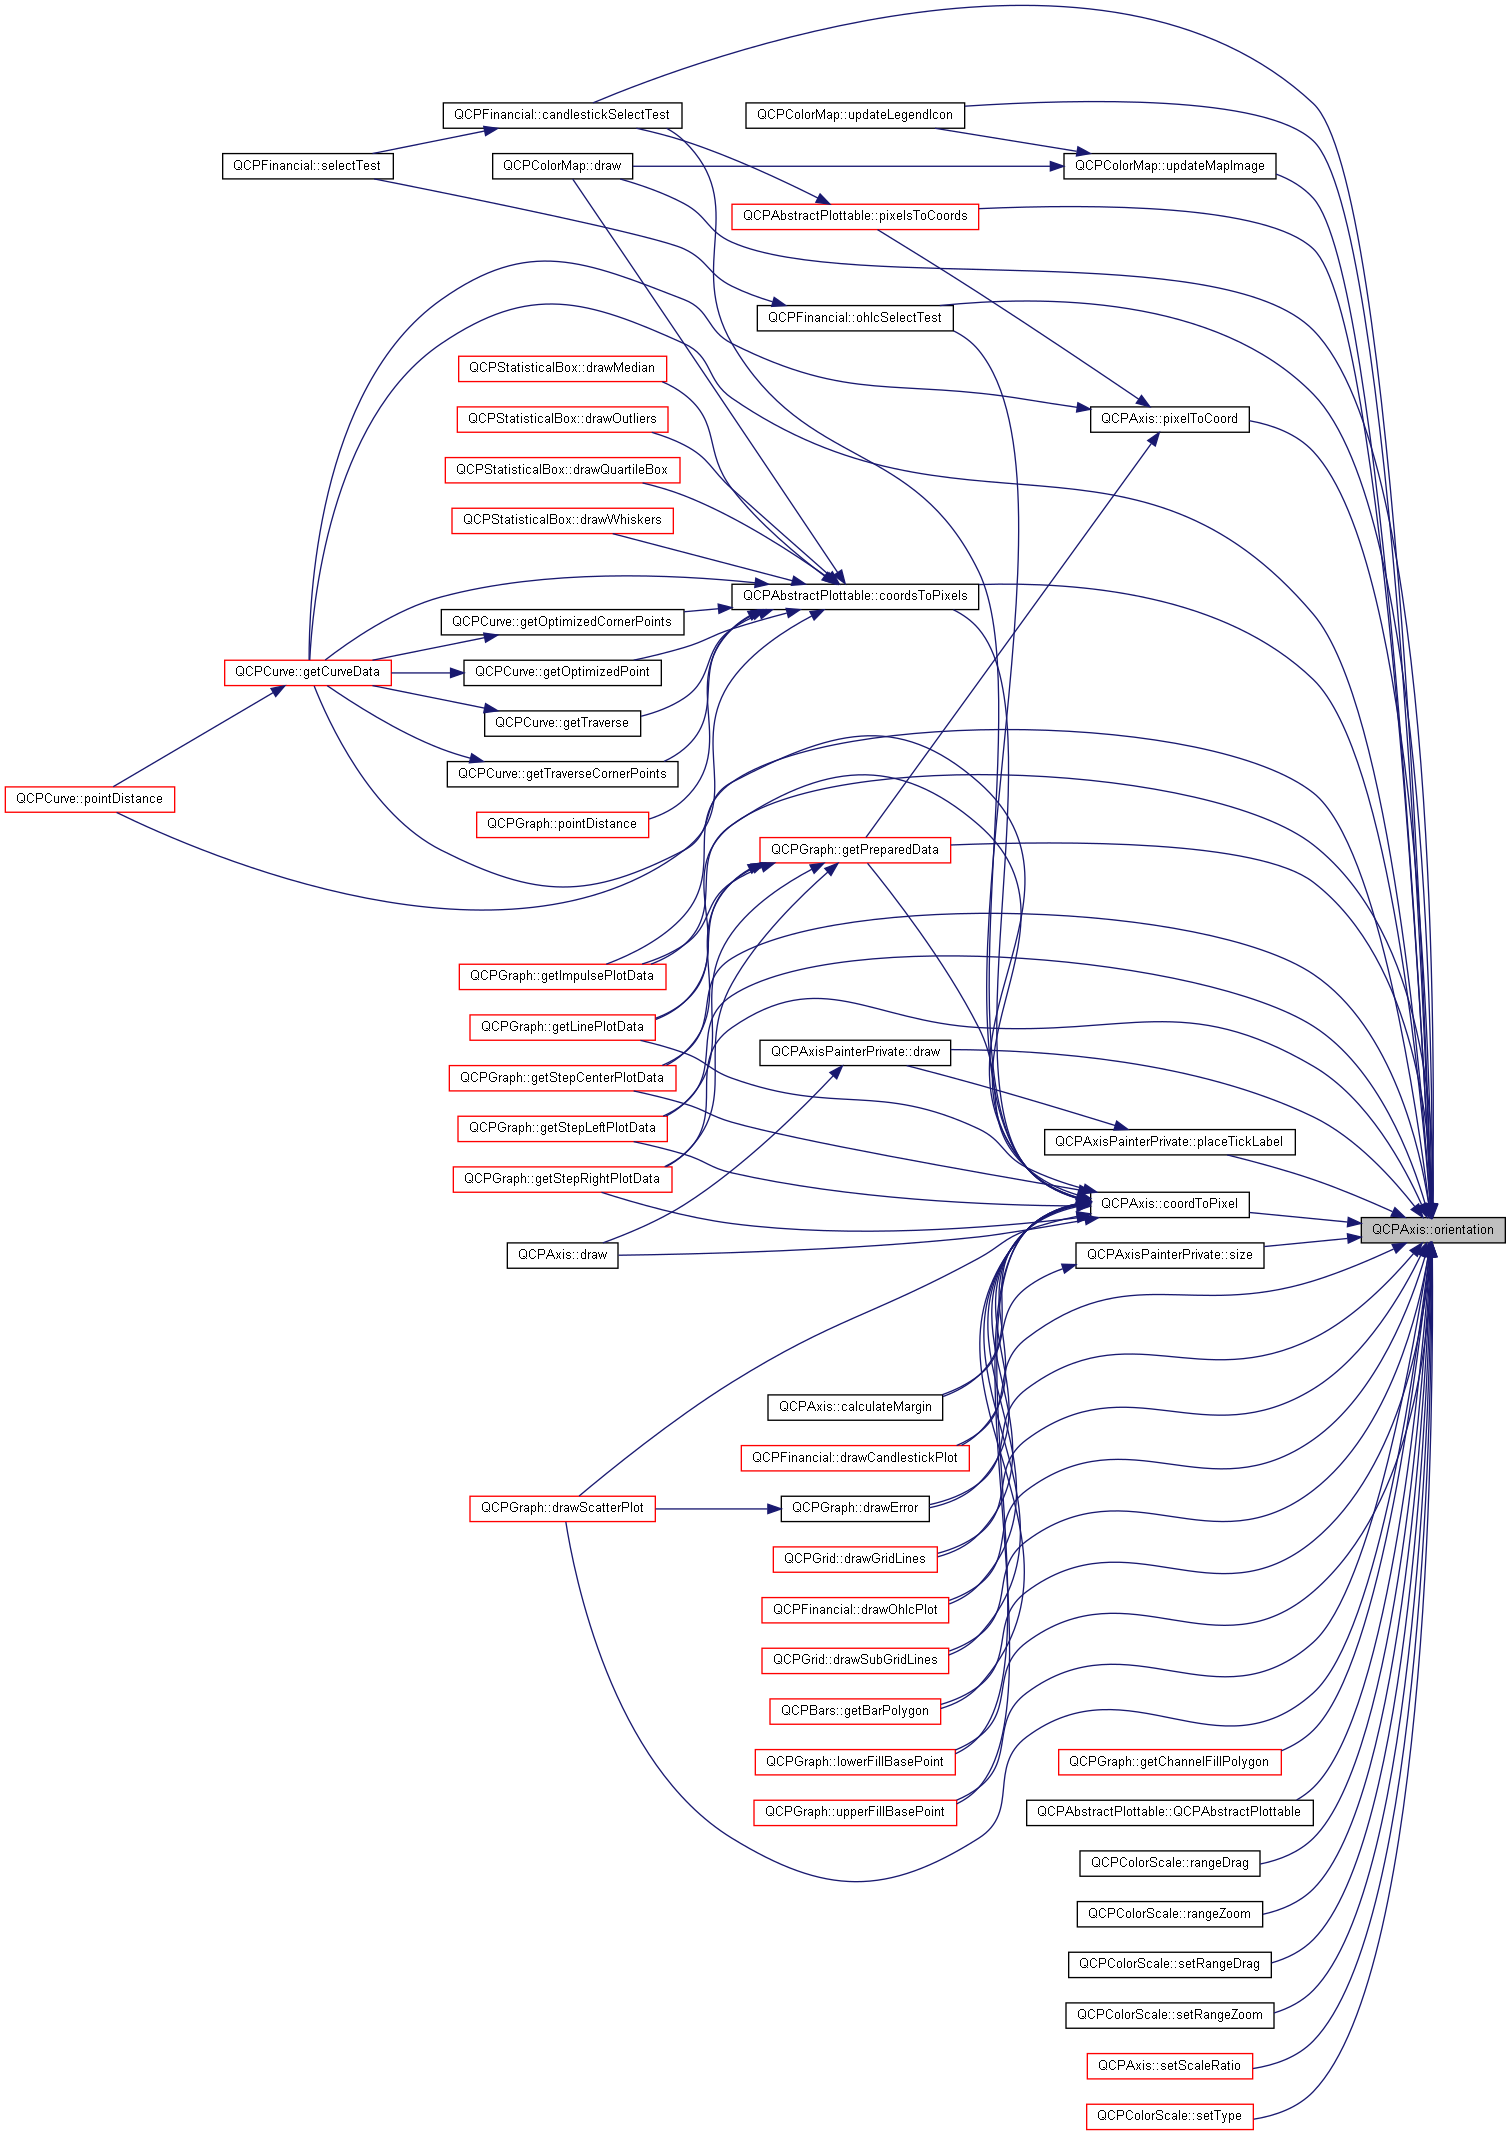 QCPFinancial::candlestickSelectTest
QCPColorMap::updateLegendIcon
QCPFinancial::selectTest
QCPColorMap::draw
QCPColorMap::updateMapImage
QCPAbstractPlottable::pixelsToCoords
QCPFinancial::ohlcSelectTest
QCPStatisticalBox::drawMedian
QCPStatisticalBox::drawOutliers
QCPAxis::pixelToCoord
QCPStatisticalBox::drawQuartileBox
QCPStatisticalBox::drawWhiskers
QCPAbstractPlottable::coordsToPixels
QCPCurve::getOptimizedCornerPoints
QCPCurve::getCurveData
QCPCurve::getOptimizedPoint
QCPCurve::getTraverse
QCPCurve::getTraverseCornerPoints
QCPCurve::pointDistance
QCPGraph::pointDistance
QCPGraph::getPreparedData
QCPGraph::getImpulsePlotData
QCPGraph::getLinePlotData
QCPAxisPainterPrivate::draw
QCPGraph::getStepCenterPlotData
QCPGraph::getStepLeftPlotData
QCPAxisPainterPrivate::placeTickLabel
QCPGraph::getStepRightPlotData
QCPAxis::coordToPixel
QCPAxis::orientation
QCPAxis::draw
QCPAxisPainterPrivate::size
QCPAxis::calculateMargin
QCPFinancial::drawCandlestickPlot
QCPGraph::drawScatterPlot
QCPGraph::drawError
QCPGrid::drawGridLines
QCPFinancial::drawOhlcPlot
QCPGrid::drawSubGridLines
QCPBars::getBarPolygon
QCPGraph::lowerFillBasePoint
QCPGraph::getChannelFillPolygon
QCPGraph::upperFillBasePoint
QCPAbstractPlottable::QCPAbstractPlottable
QCPColorScale::rangeDrag
QCPColorScale::rangeZoom
QCPColorScale::setRangeDrag
QCPColorScale::setRangeZoom
QCPAxis::setScaleRatio
QCPColorScale::setType